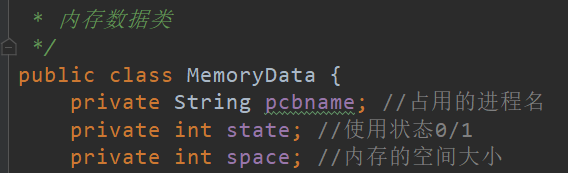 * 内存数据类
*/
public class MemoryData {
private String pcbname; //占用的进程名
private int state; //使用状态0/1
private int space; //内存的空间大小